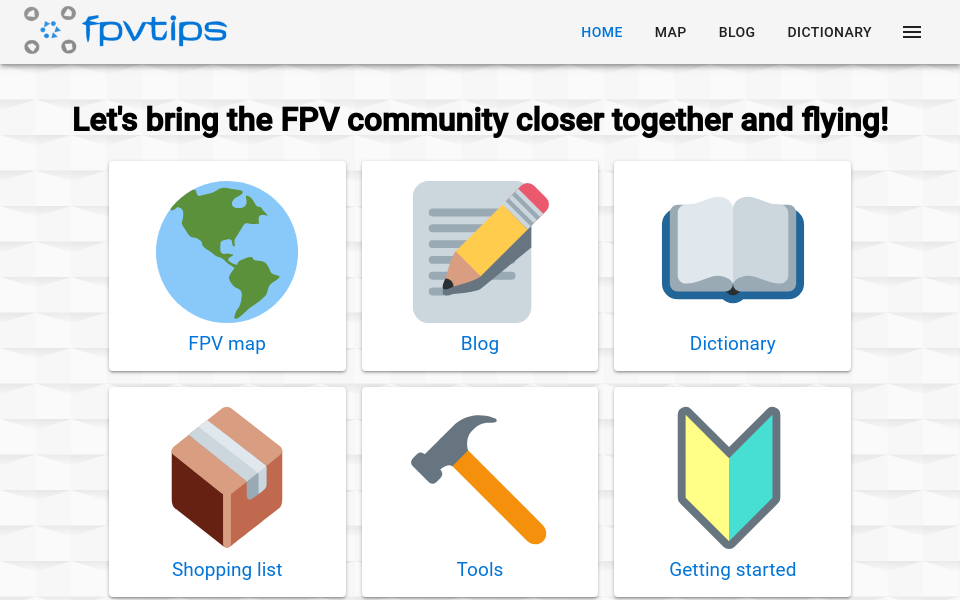 fpvtips
HOME
MAP
BLOG
DICTIONARY
Let's bring the FPV community closer together and flying!
FPV map
Blog
Dictionary
Shopping list
Tools
Getting started